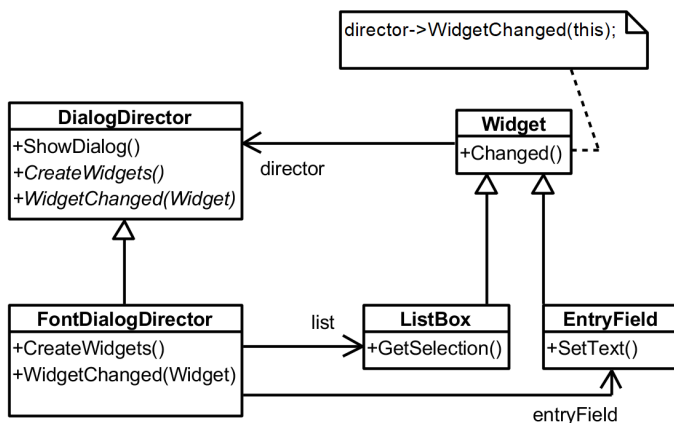 director->WidgetChanged(this);
DialogDirector
+ShowDialog()
+CreateWidgets()
+WidgetChanged(Widget)
director
Widget
+Changed()
FontDialogDirector
+CreateWidgets()
+WidgetChanged(Widget)
list
ListBox
+GetSelection()
EntryField
+SetText()
entryField